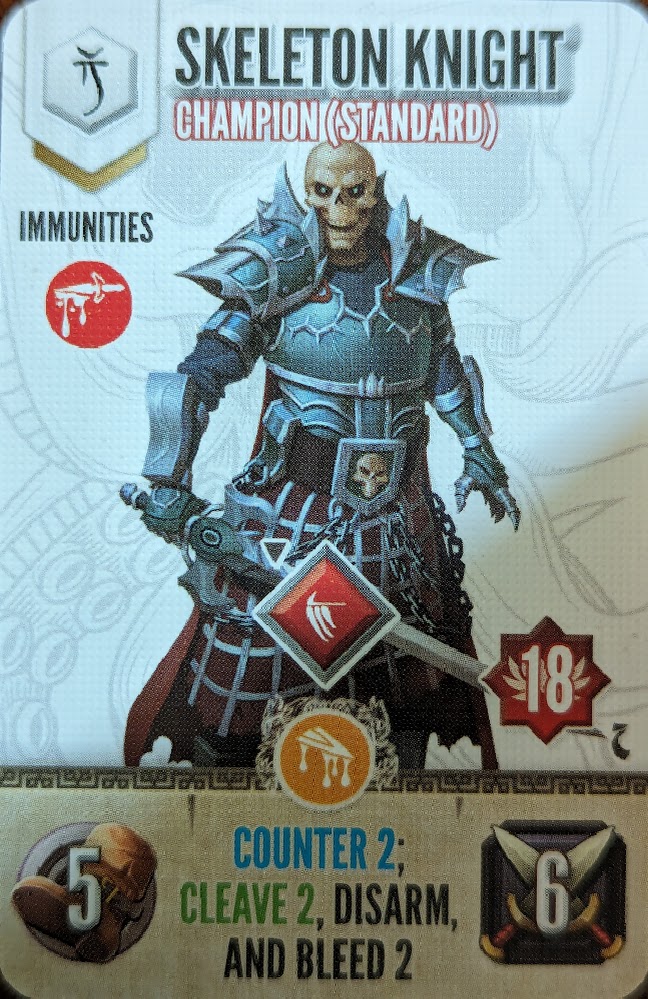 SKELETON KNIGHT
CHAMPION (STANDARD)
IMMUNITIES
18
5
COUNTER 2;
CLEAVE 2, DISARM,
AND BLEED 2
6